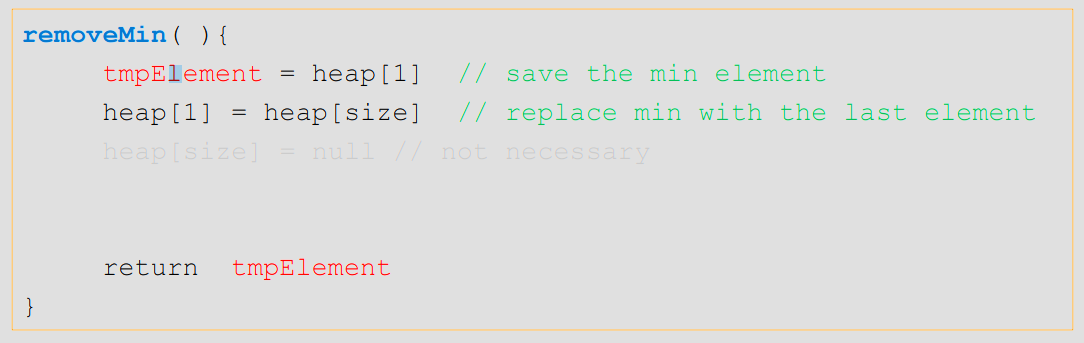 removeMin( ){
tmpElement = heap[1] // save the min element
heap[1] = heap[size] // replace min with the last element
heap[size] = null // not necessary
return tmpElement
}